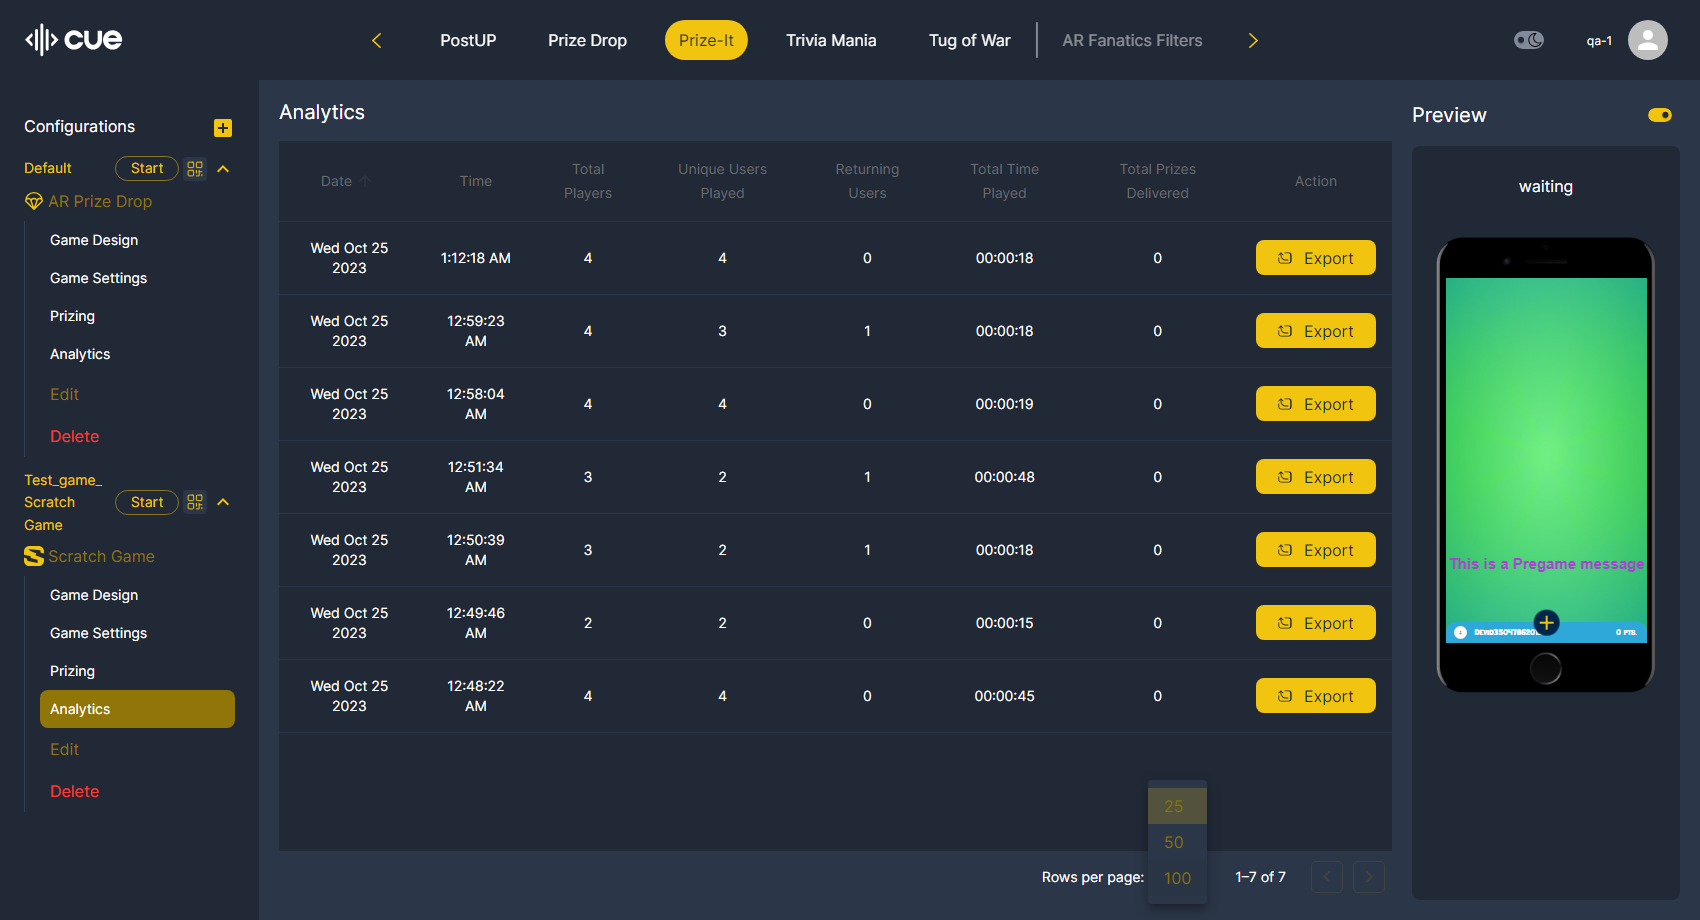 cue
PostUP
Prize Drop
Prize-It
Trivia Mania
Tug of War
AR Fanatics Filters
qa-1
Configurations
Default
Start
AR Prize Drop
Game Design
Game Settings
Prizing
Analytics
Edit
Delete
Test_game_
Scratch
Game
Start
Scratch Game
Game Design
Game Settings
Prizing
Analytics
Edit
Delete
Analytics
Date
Time
Total
Players
Unique Users
Played
Returning
Users
Total Time
Played
Total Prizes
Delivered
Action
Wed Oct 25
2023
1:12:18 AM
4
4
0
00:00:18
0
Export
Wed Oct 25
2023
12:59:23
AM
4
3
1
00:00:18
0
Export
Wed Oct 25
2023
12:58:04
AM
4
4
0
00:00:19
0
Export
Wed Oct 25
2023
12:51:34
AM
3
2
1
00:00:48
0
Export
Wed Oct 25
2023
12:50:39
AM
3
2
1
00:00:18
0
Export
Wed Oct 25
2023
12:49:46
AM
2
2
0
00:00:15
0
Export
Wed Oct 25
2023
12:48:22
AM
4
4
0
00:00:45
0
Export
25
50
100
Rows per page:
1–7 of 7
Preview
waiting
This is a Pregame message
0 PTS.